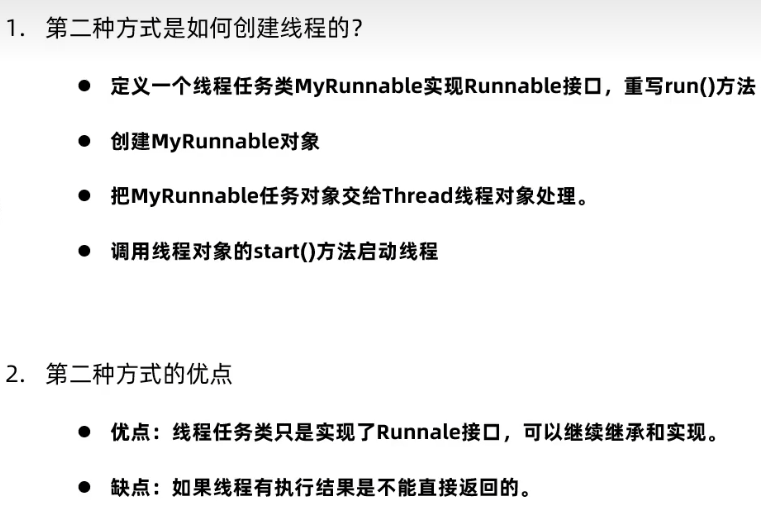 1. 第二种方式是如何创建线程的？
● 定义一个线程任务类MyRunnable实现Runnable接口，重写run()方法
● 创建MyRunnable对象
● 把MyRunnable任务对象交给Thread线程对象处理。
● 调用线程对象的start()方法启动线程
2. 第二种方式的优点
● 优点：线程任务类只是实现了Runnale接口，可以继续继承和实现。
● 缺点：如果线程有执行结果是不能直接返回的。